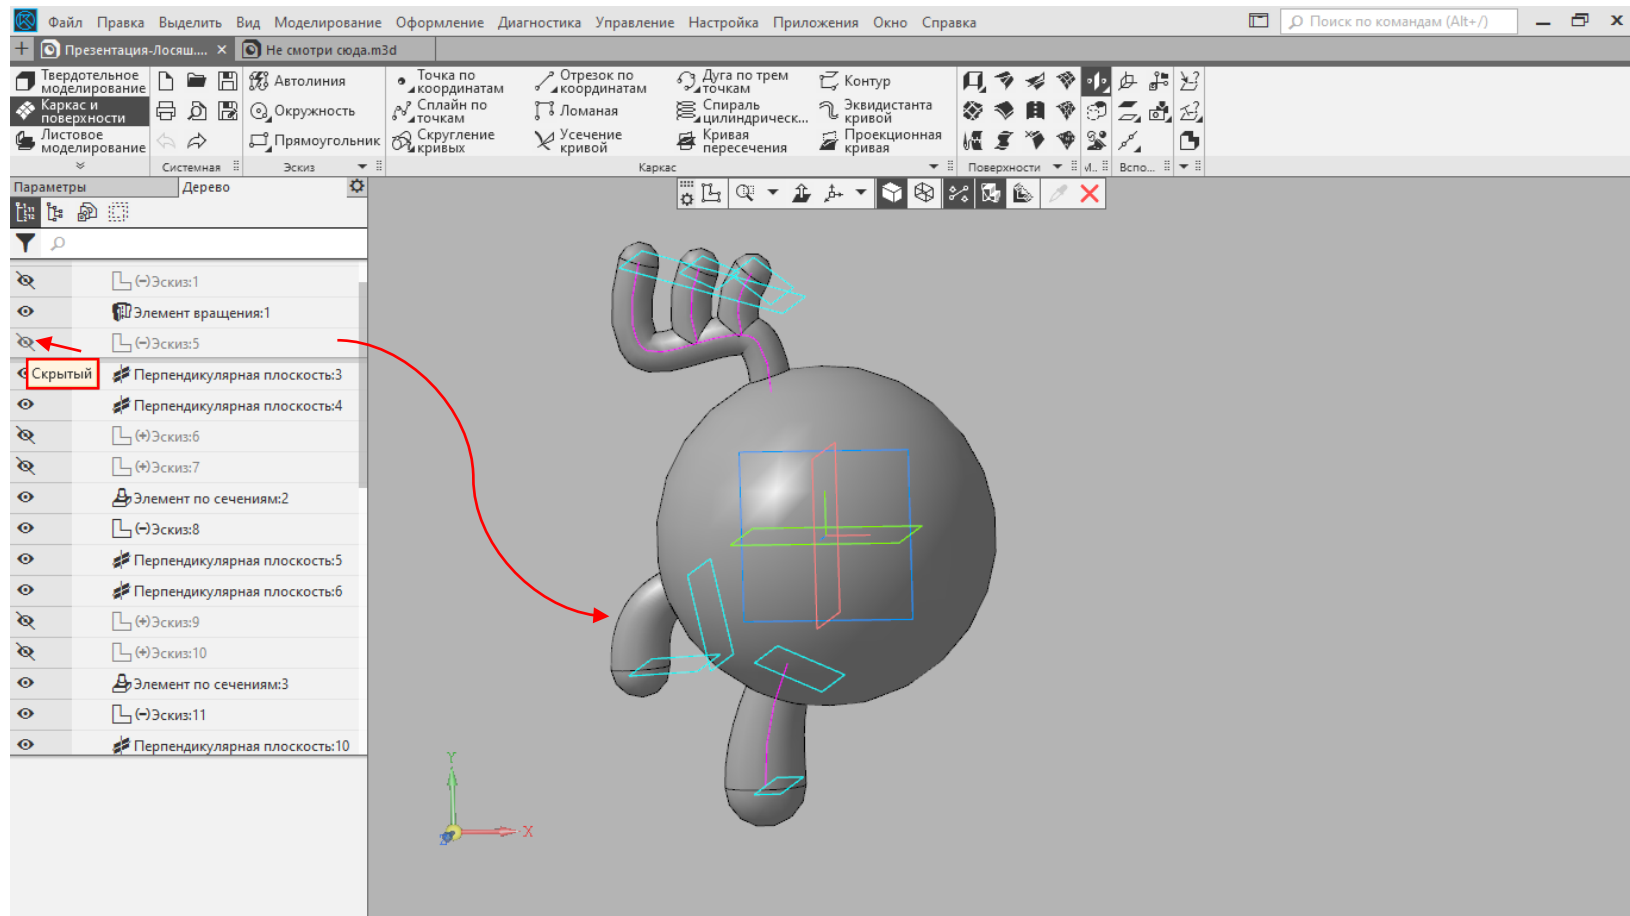 Файл Правка Выделить Вид Моделирование Оформление Диагностика Управление Настройка Приложения Окно Справка
Поиск по командам (Alt+/)
Презентация-Лосяш....
Не смотри сюда.m3d
Твердотельное моделирование
Каркас и поверхности
Листовое моделирование
Системная
Автолиния
Окружность
Прямоугольник
Эскиз
Точка по координатам
Сплайн по точкам
Скругление кривых
Отрезок по координатам
Ломаная
Усечение кривой
Дуга по трем точкам
Спираль цилиндрическ...
Кривая пересечения
Контур
Эквидистанта кривой
Проекционная кривая
Каркас
Поверхности
И...
Вспо...
Параметры
Дерево
(−)Эскиз:1
Элемент вращения:1
(−)Эскиз:5
Скрытый
Перпендикулярная плоскость:3
Перпендикулярная плоскость:4
(+)Эскиз:6
(+)Эскиз:7
Элемент по сечениям:2
(−)Эскиз:8
Перпендикулярная плоскость:5
Перпендикулярная плоскость:6
(+)Эскиз:9
(+)Эскиз:10
Элемент по сечениям:3
(−)Эскиз:11
Перпендикулярная плоскость:10
Y
X